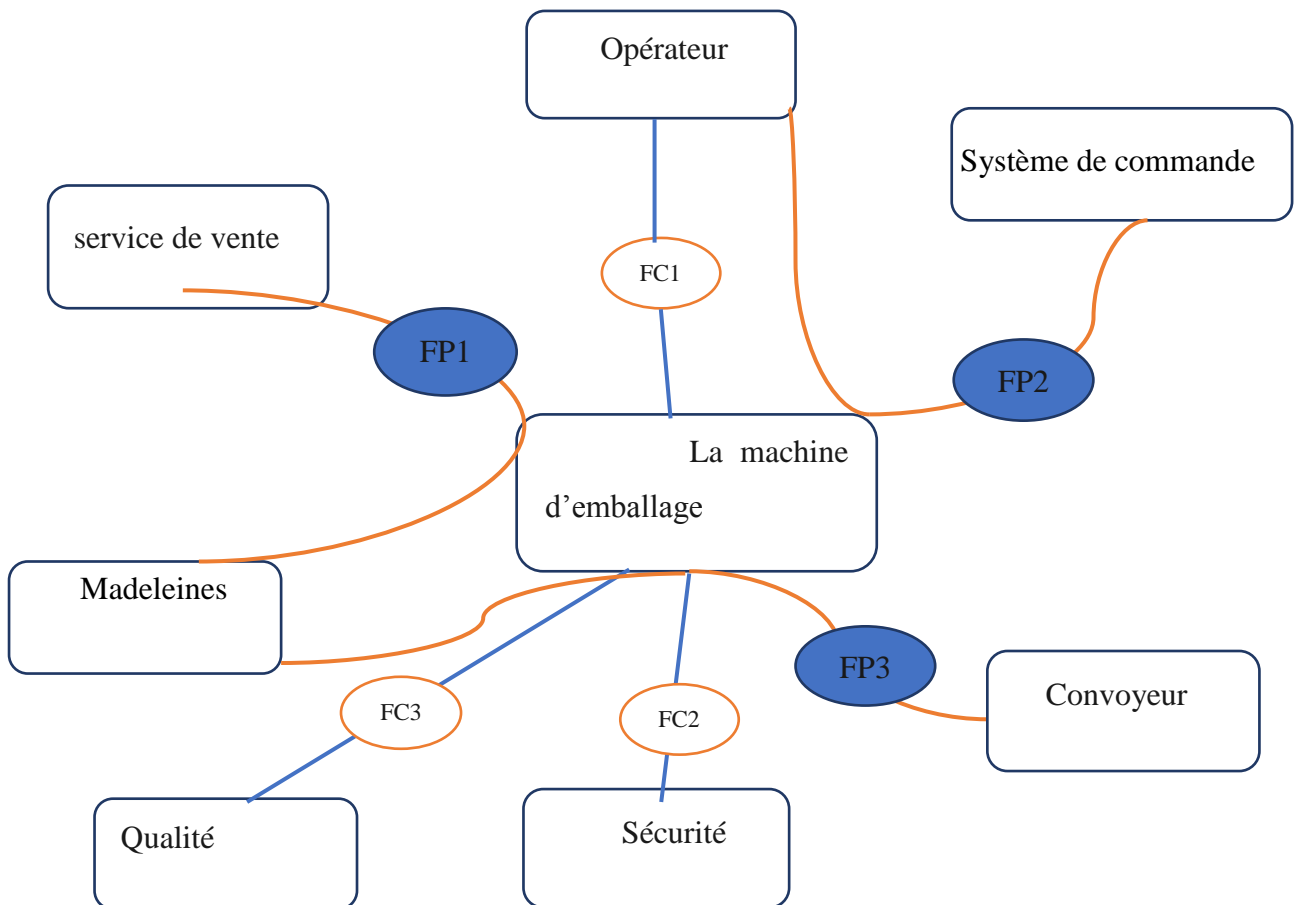 Opérateur
Système de commande
service de vente
FC1
FP1
FP2
La machine
d’emballage
Madeleines
FP3
Convoyeur
FC3
FC2
Qualité
Sécurité